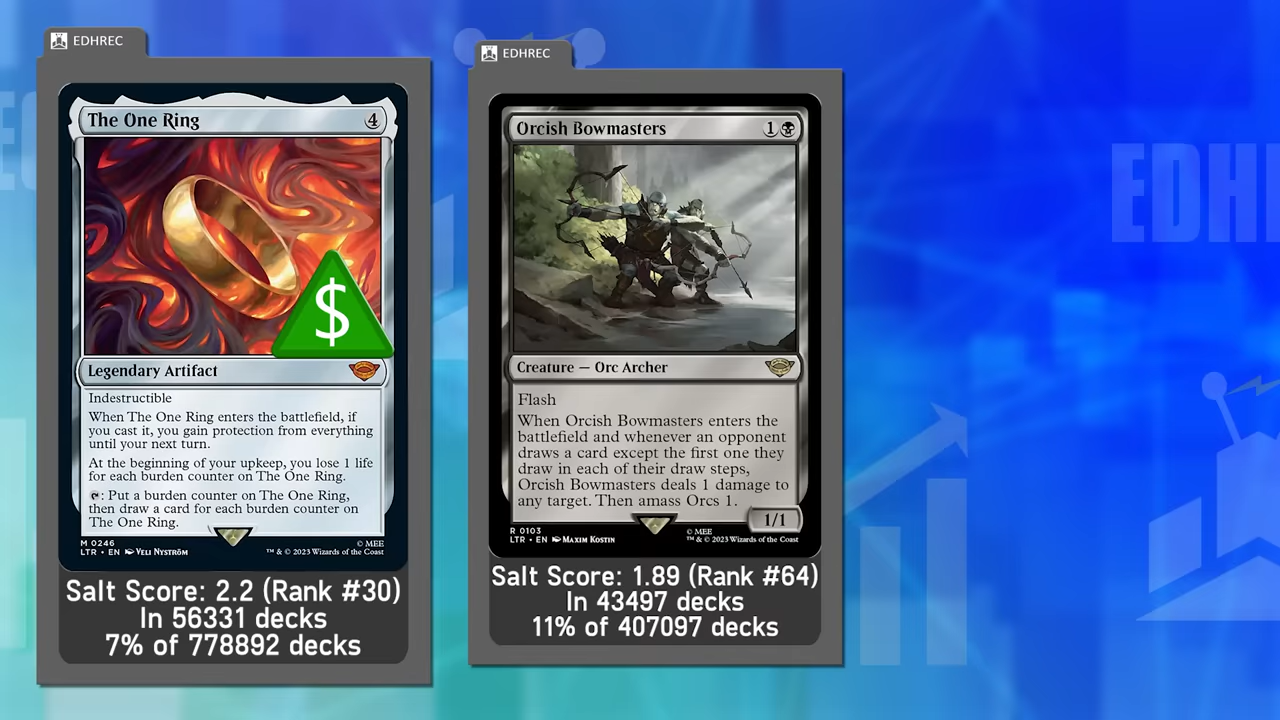 EDHREC
The One Ring 4
$
Legendary Artifact
Indestructible
When The One Ring enters the battlefield, if
you cast it, you gain protection from everything
until your next turn.
At the beginning of your upkeep, you lose 1 life
for each burden counter on The One Ring.
: Put a burden counter on The One Ring,
then draw a card for each burden counter on
The One Ring.
M 0246
LTR • EN Veli Nyström
© MEE
™ & © 2023 Wizards of the Coast
Salt Score: 2.2 (Rank #30)
In 56331 decks
7% of 778892 decks
EDHREC
Orcish Bowmasters 1
Creature — Orc Archer
Flash
When Orcish Bowmasters enters the
battlefield and whenever an opponent
draws a card except the first one they
draw in each of their draw steps,
Orcish Bowmasters deals 1 damage to
any target. Then amass Orcs 1.
1/1
R 0103
LTR • EN Maxim Kostin
© MEE
™ & © 2023 Wizards of the Coast
Salt Score: 1.89 (Rank #64)
In 43497 decks
11% of 407097 decks
EDH